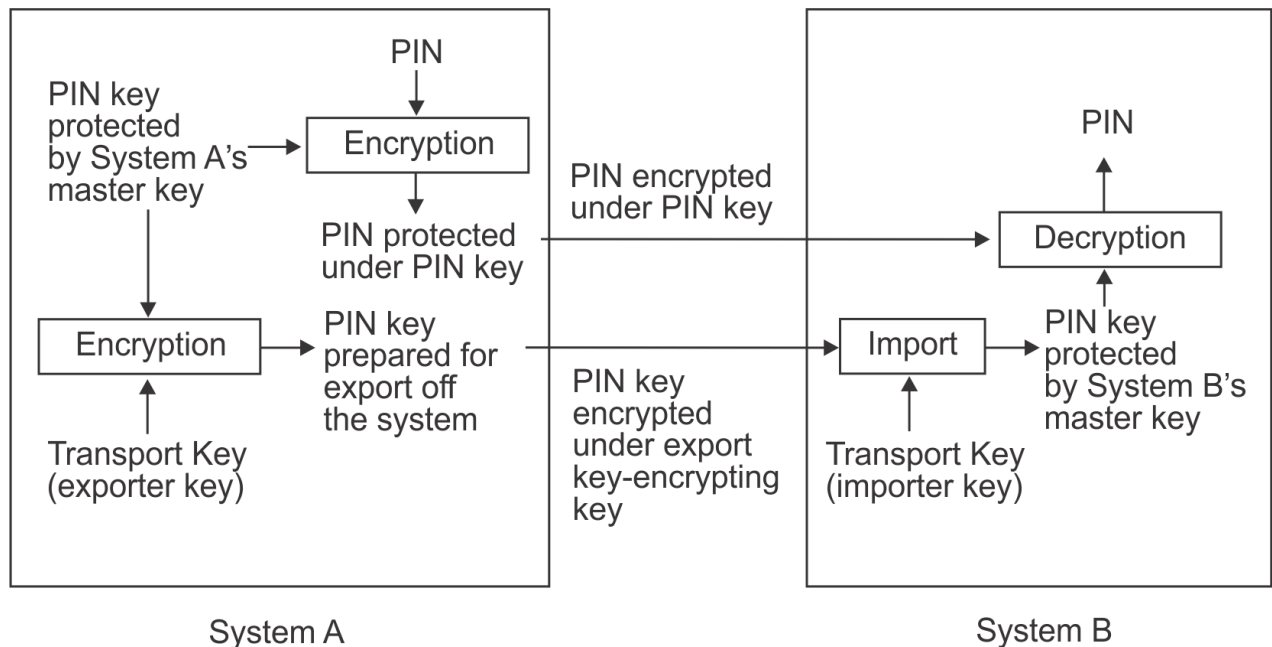 PIN
PIN key
protected
by System A’s
master key
Encryption
PIN protected
under PIN key
Encryption
PIN key
prepared for
export off
the system
Transport Key
(exporter key)
PIN encrypted
under PIN key
PIN key
encrypted
under export
key-encrypting
key
PIN
Decryption
Import
PIN key
protected
by System B’s
master key
Transport Key
(importer key)
System A
System B